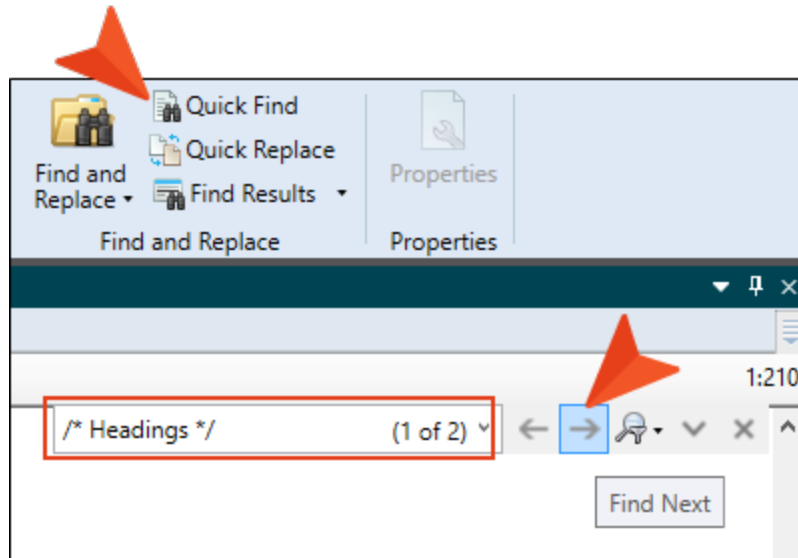 Quick Find
Quick Replace
Find and
Replace
Find Results
Properties
Find and Replace
Properties
1:210
/* Headings */ (1 of 2)
Find Next